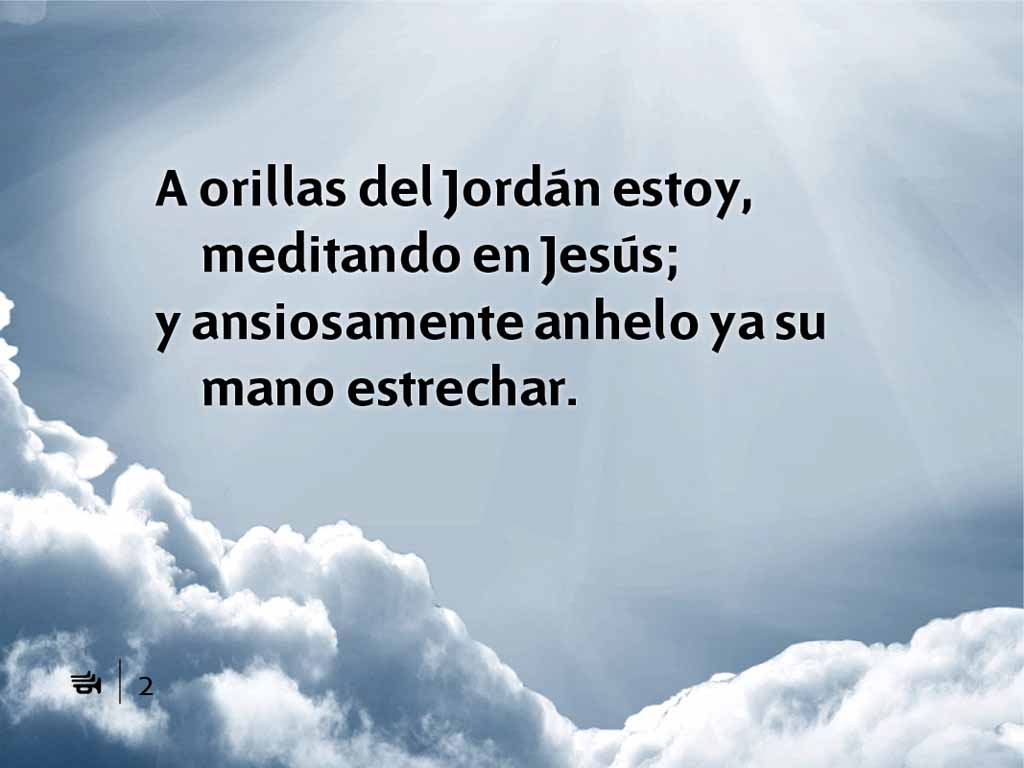 A orillas del Jordán estoy,
meditando en Jesús;
y ansiosamente anhelo ya su
mano estrechar.
2